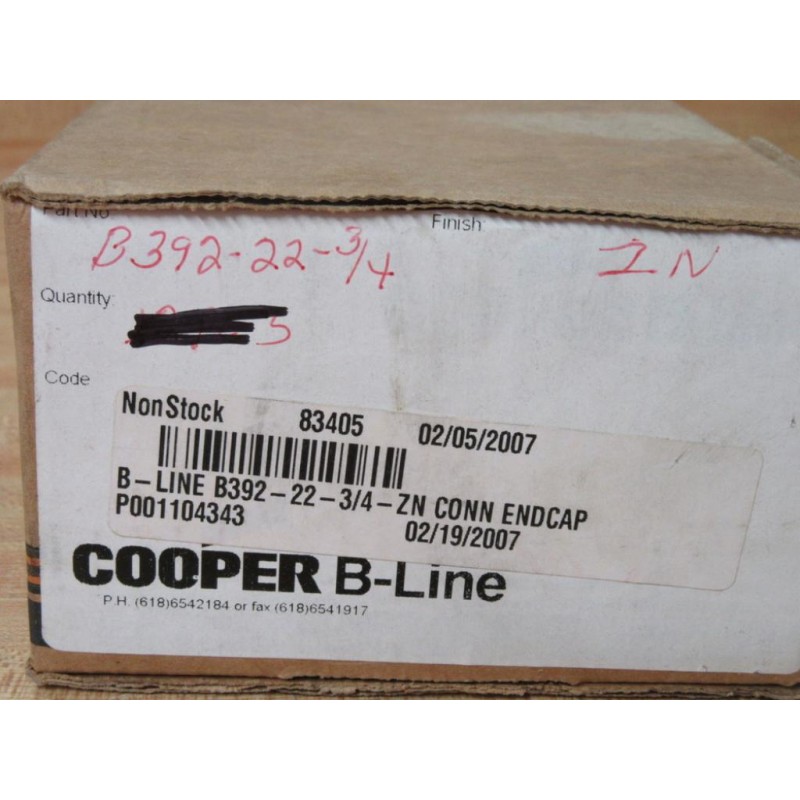 Part No
Finish:
B392-22-3/4
ZN
Quantity:
5
Code
NonStock 83405 02/05/2007
B-LINE B392-22-3/4-ZN CONN ENDCAP
P001104343 02/19/2007
COOPER B-Line
P.H. (618)6542184 or fax (618)6541917